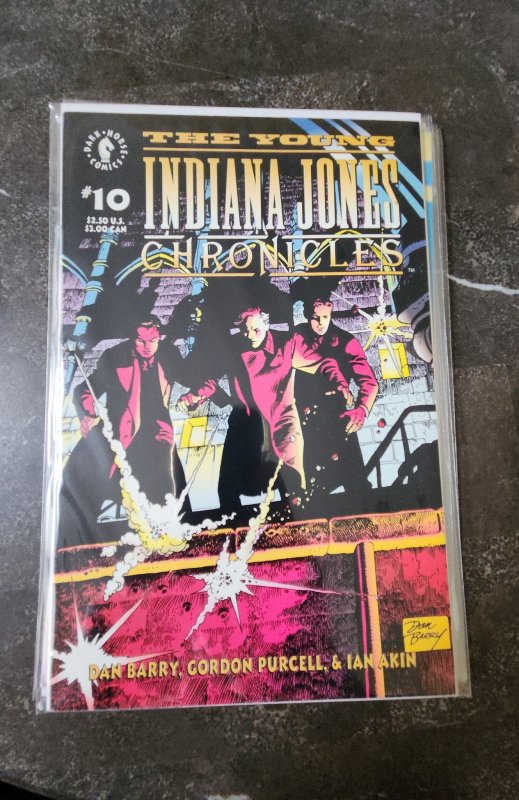 DARK HORSE
COMICS
#10
$2.50 U.S.
$3.00 CAN
THE YOUNG
INDIANA JONES
CHRONICLES
TM
DAN BARRY
DAN BARRY, GORDON PURCELL, & IAN AKIN